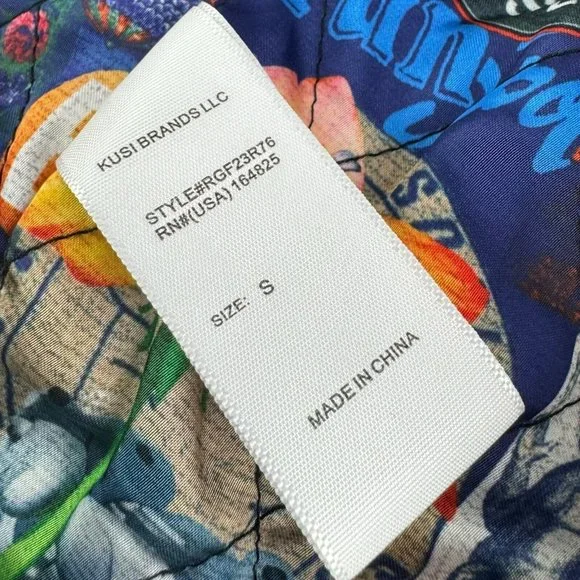 KUSI BRANDS LLC
STYLE#RGF23R76
RN#(USA) 164825
SIZE: S
MADE IN CHINA